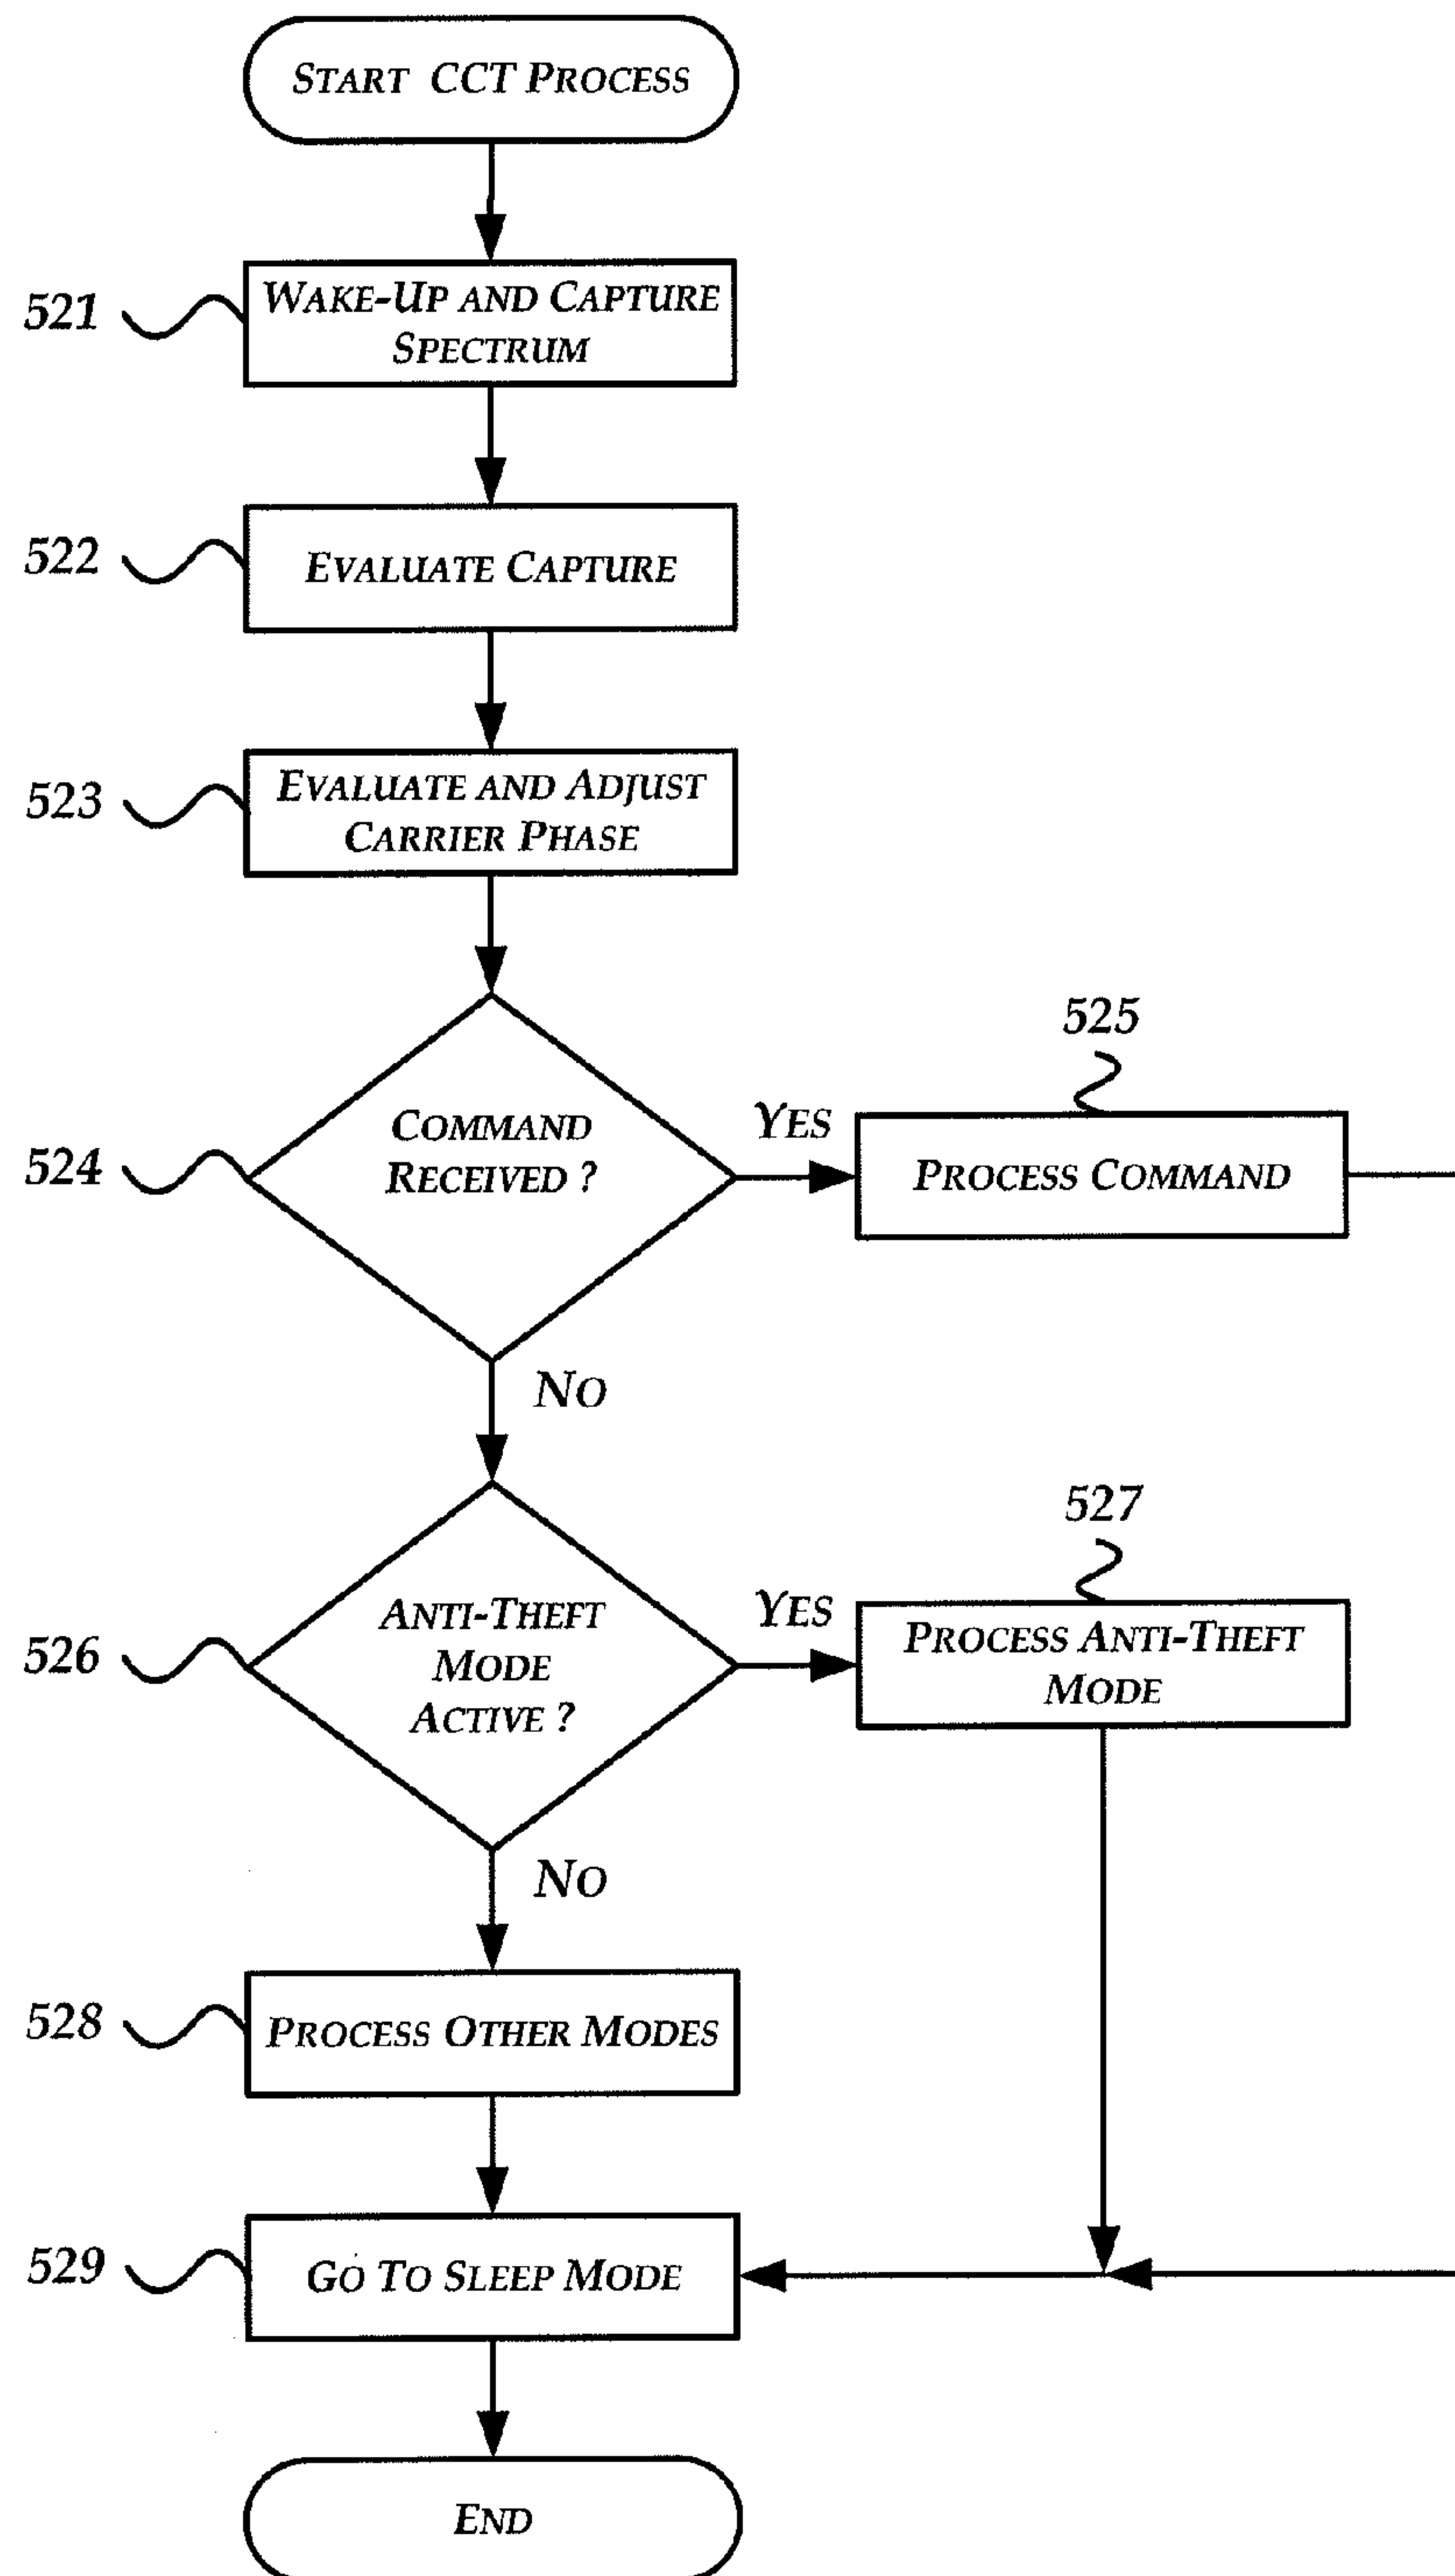 START CCT PROCESS
521
WAKE-UP AND CAPTURE
SPECTRUM
522
EVALUATE CAPTURE
523
EVALUATE AND ADJUST
CARRIER PHASE
524
COMMAND
RECEIVED ?
YES
525
PROCESS COMMAND
NO
526
ANTI-THEFT
MODE
ACTIVE ?
YES
527
PROCESS ANTI-THEFT
MODE
NO
528
PROCESS OTHER MODES
529
GO TO SLEEP MODE
END